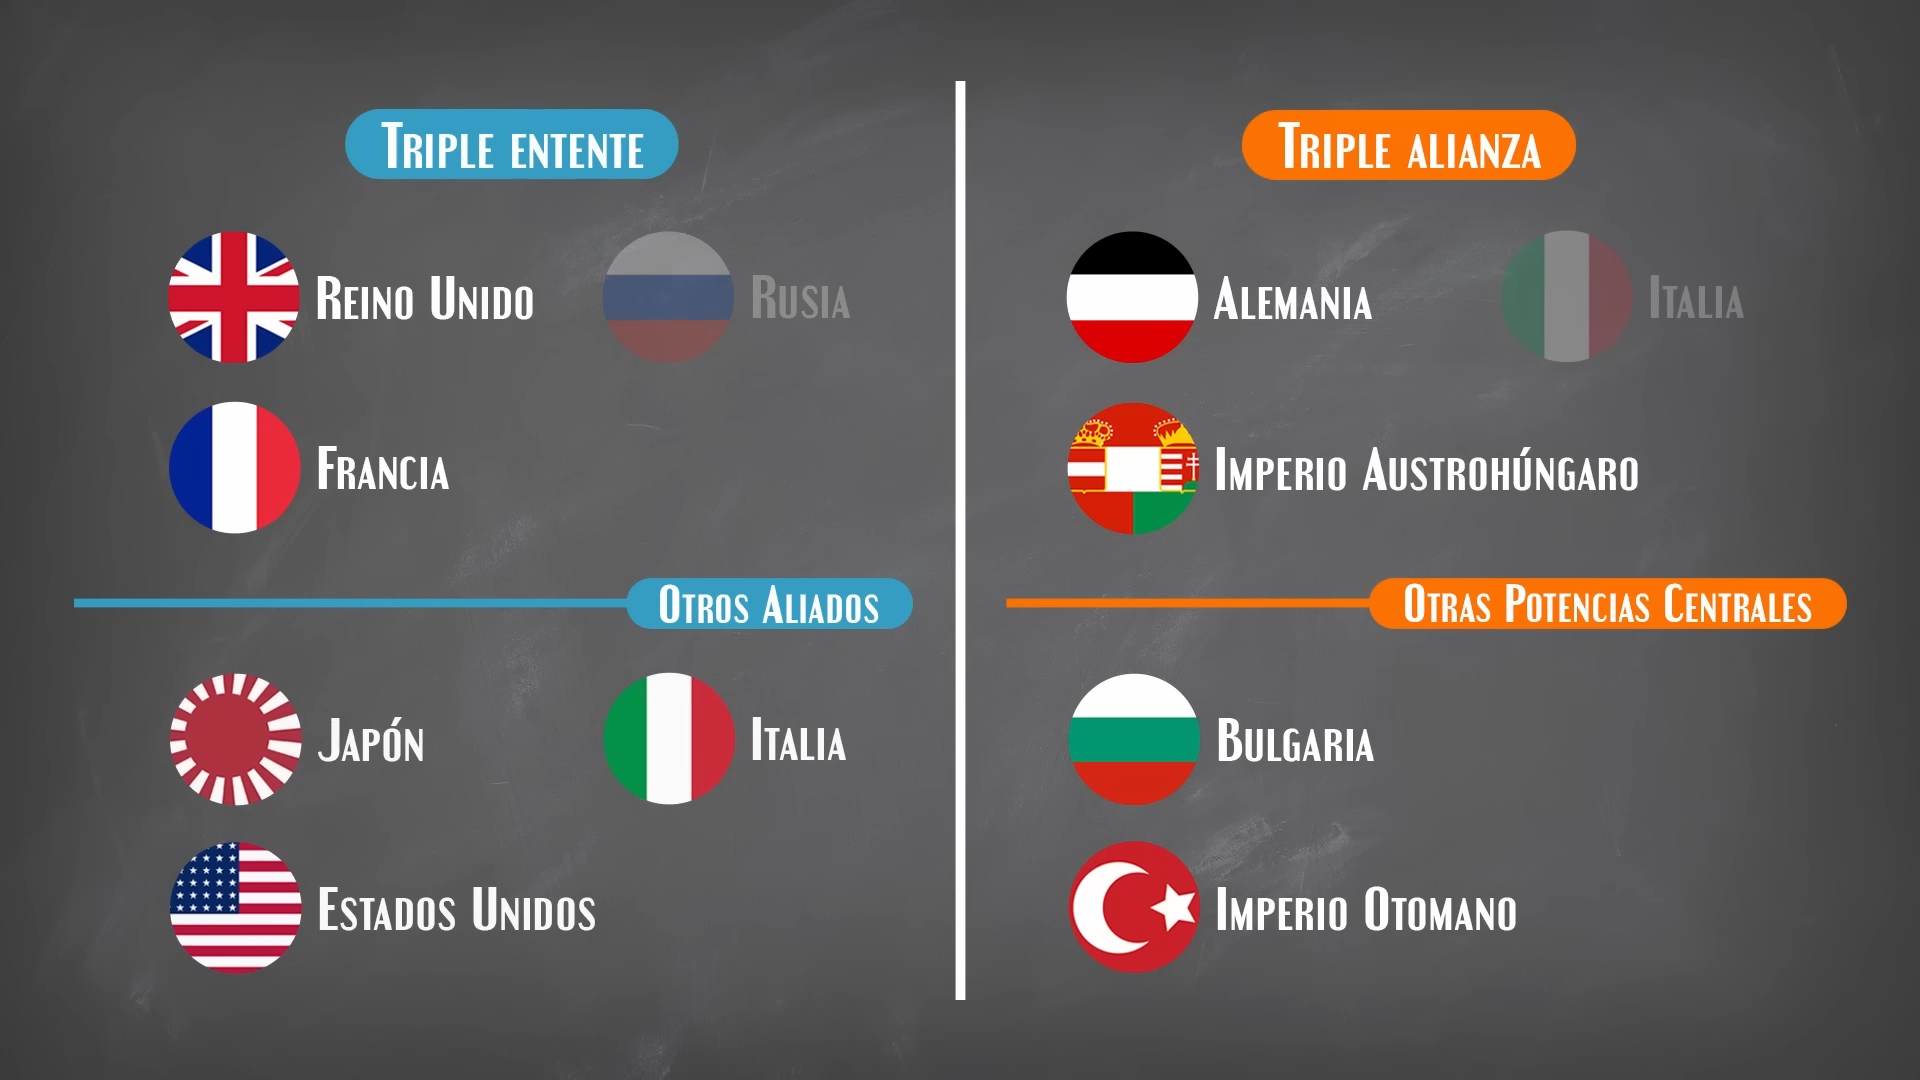 Triple entente
Reino Unido
Rusia
Francia
Otros Aliados
Japón
Italia
Estados Unidos
Triple alianza
Alemania
Italia
Imperio Austrohúngaro
Otras Potencias Centrales
Bulgaria
Imperio Otomano